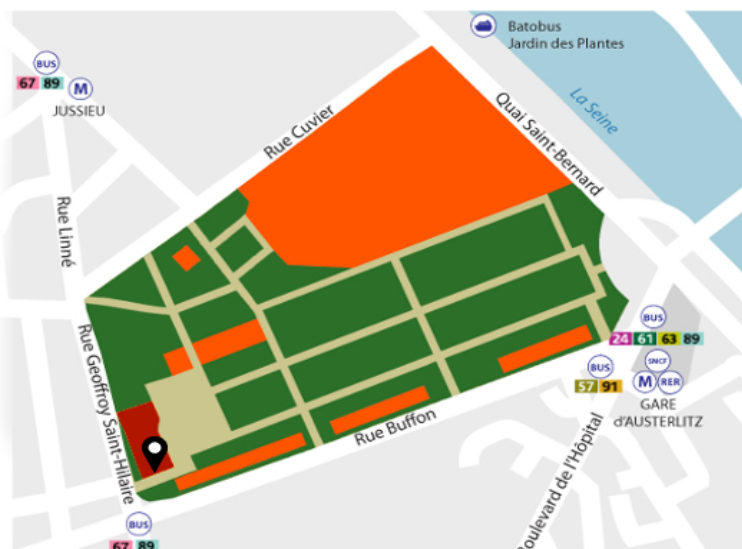 Batobus
Jardin des Plantes
BUS
67 89
M
JUSSIEU
Rue Cuvier
Quai Saint-Bernard
La Seine
Rue Linné
Rue Geoffroy Saint-Hilaire
Rue Buffon
BUS
24 61 63 89
BUS
57 91
SNCF
M RER
GARE
d'AUSTERLITZ
Boulevard de l'Hôpital
BUS
67 89